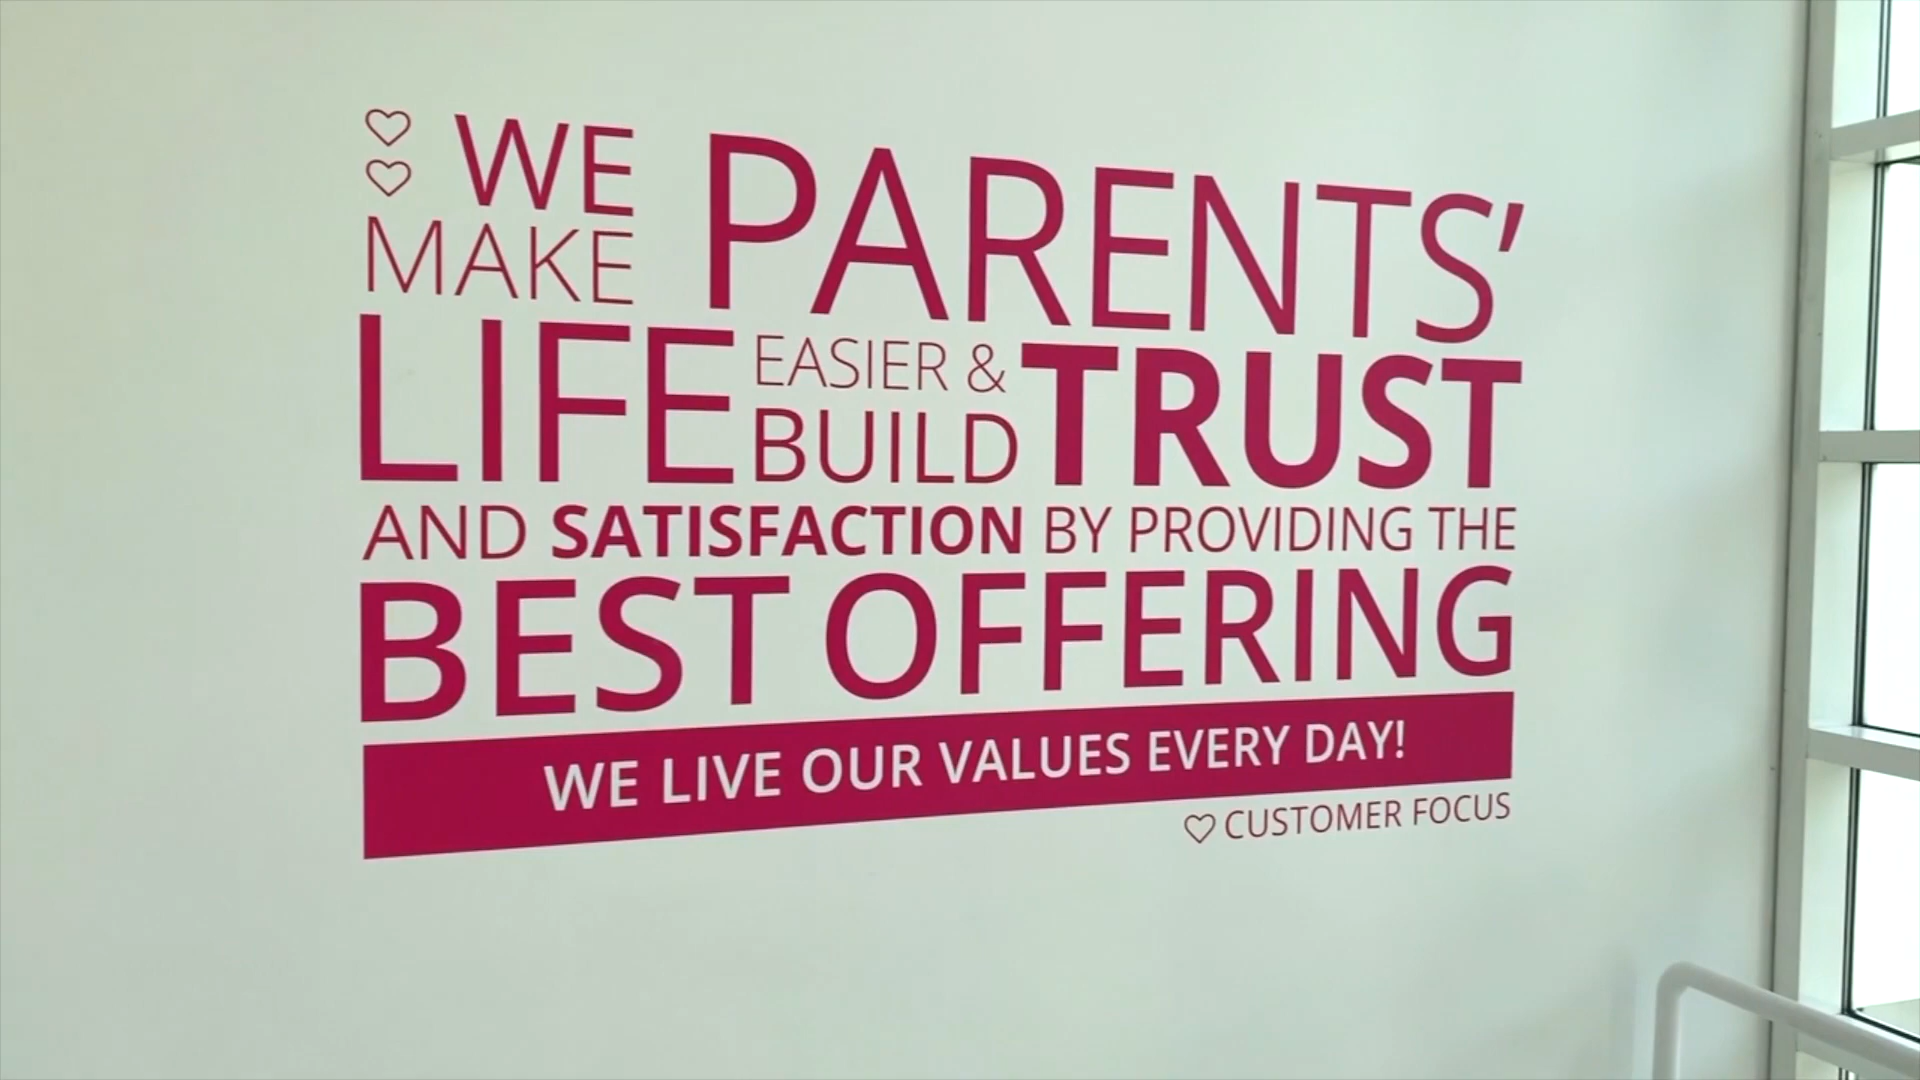 WE
MAKE
PARENTS'
LIFE
EASIER &
BUILD
TRUST
AND SATISFACTION BY PROVIDING THE
BEST OFFERING
WE LIVE OUR VALUES EVERY DAY!
CUSTOMER FOCUS